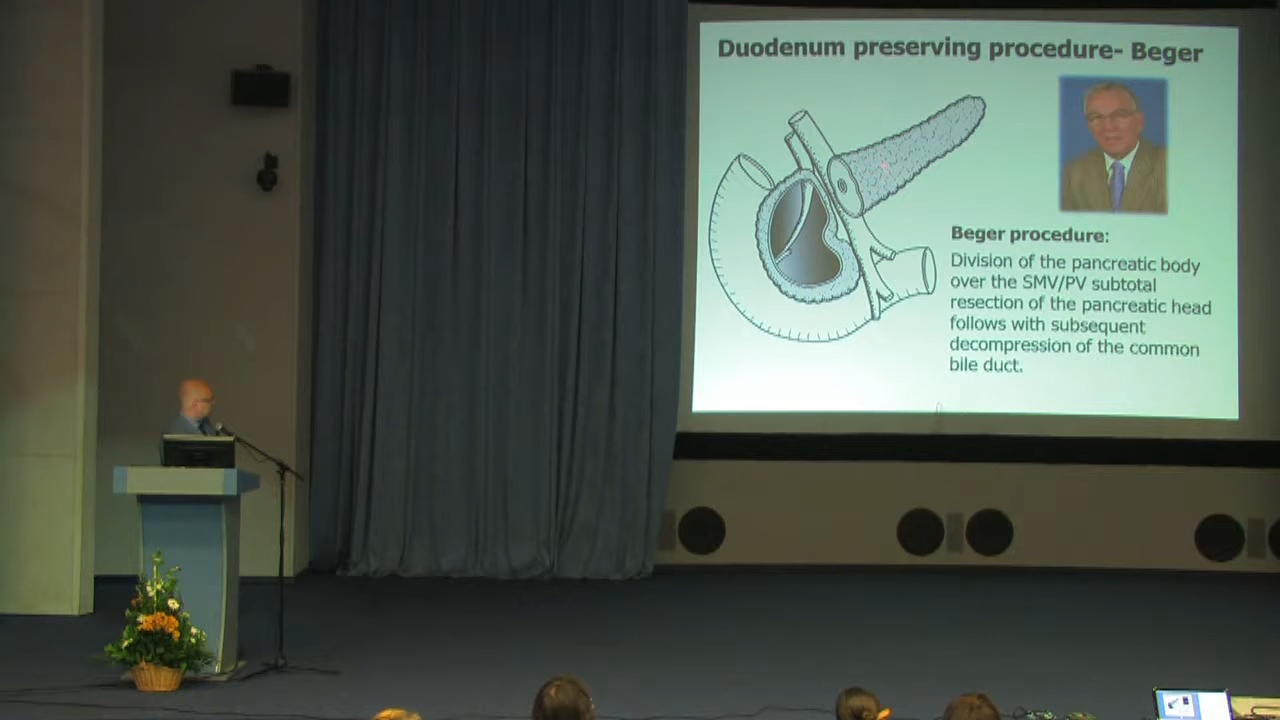 Duodenum preserving procedure- Beger
Beger procedure:
Division of the pancreatic body
over the SMV/PV subtotal
resection of the pancreatic head
follows with subsequent
decompression of the common
bile duct.